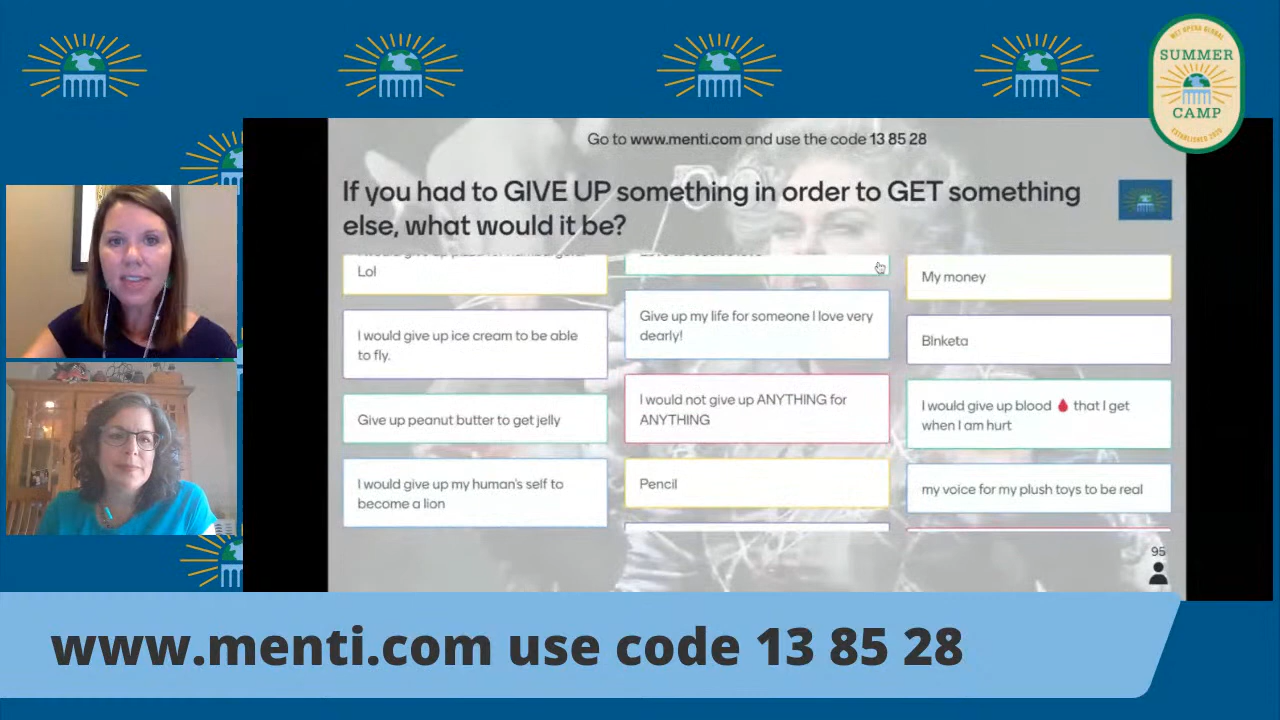 MET OPERA GLOBAL
SUMMER
CAMP
ESTABLISHED 2020
Go to www.menti.com and use the code 13 85 28
If you had to GIVE UP something in order to GET something
else, what would it be?
Lol
I would give up ice cream to be able
to fly.
Give up peanut butter to get jelly
I would give up my human's self to
become a lion
Give up my life for someone I love very
dearly!
I would not give up ANYTHING for
ANYTHING
Pencil
My money
Blnketa
I would give up blood 🩸 that I get
when I am hurt
my voice for my plush toys to be real
95
www.menti.com use code 13 85 28